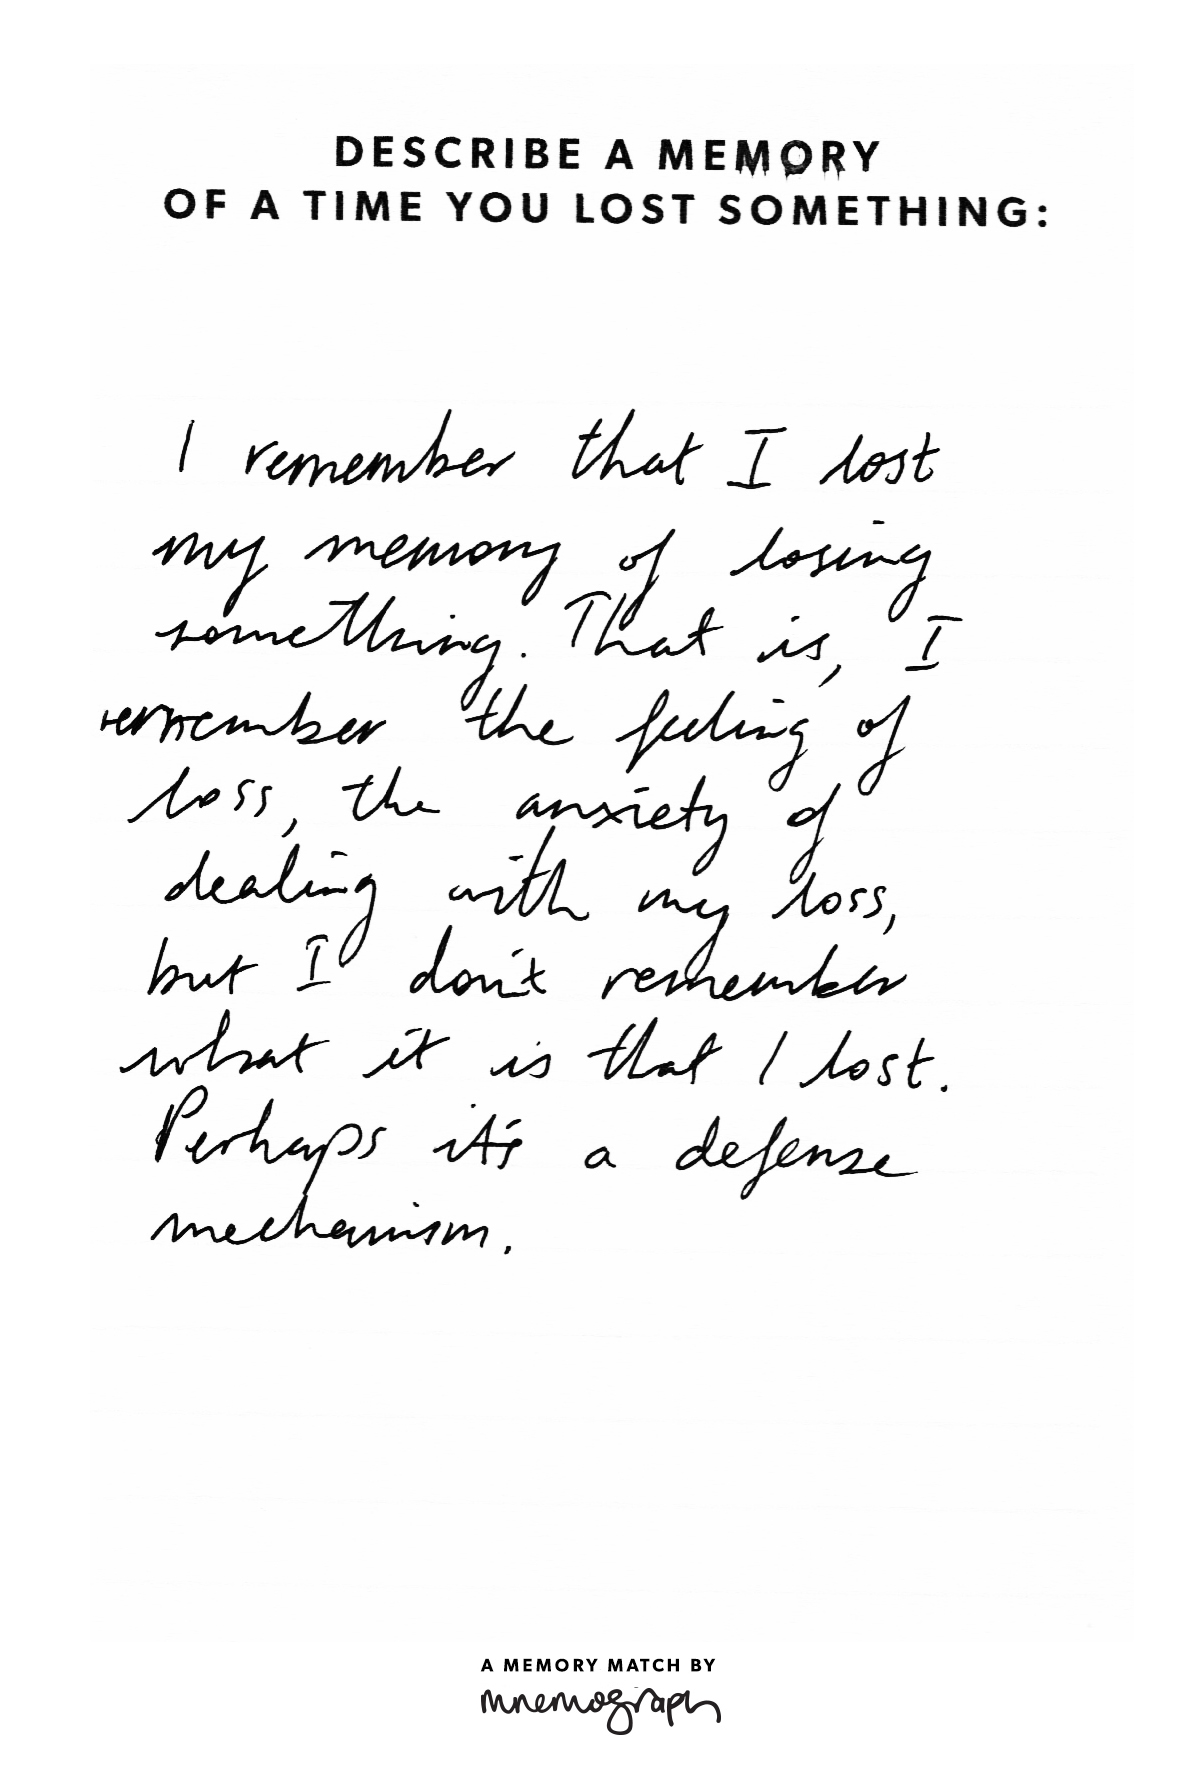 DESCRIBE A MEMORY
OF A TIME YOU LOST SOMETHING:
I remember that I lost
my memory of losing
something. That is, I
remember the feeling of
loss, the anxiety of
dealing with my loss,
but I don't remember
what it is that I lost.
Perhaps it's a defense
mechanism.
A MEMORY MATCH BY
mnemograph